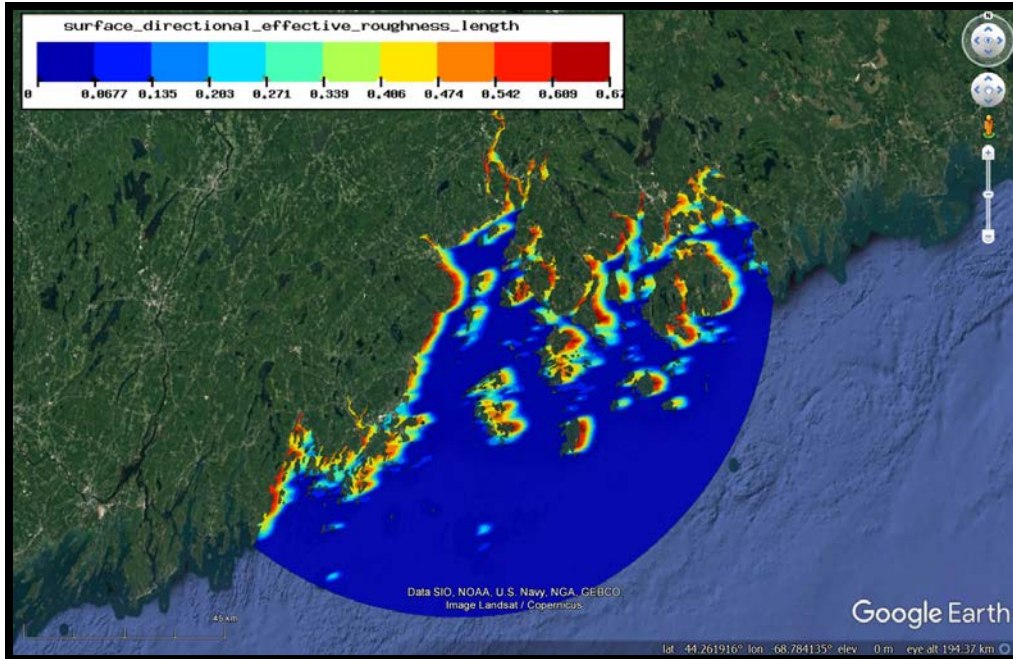 surface_directional_effective_roughness_length
0 0.0677 0.135 0.203 0.271 0.339 0.406 0.474 0.542 0.609 0.67
N
Data SIO, NOAA, U.S. Navy, NGA, GEBCO
Image Landsat / Copernicus
45 km
Google Earth
lat 44.261916° lon -68.784135° elev 0 m eye alt 194.37 km